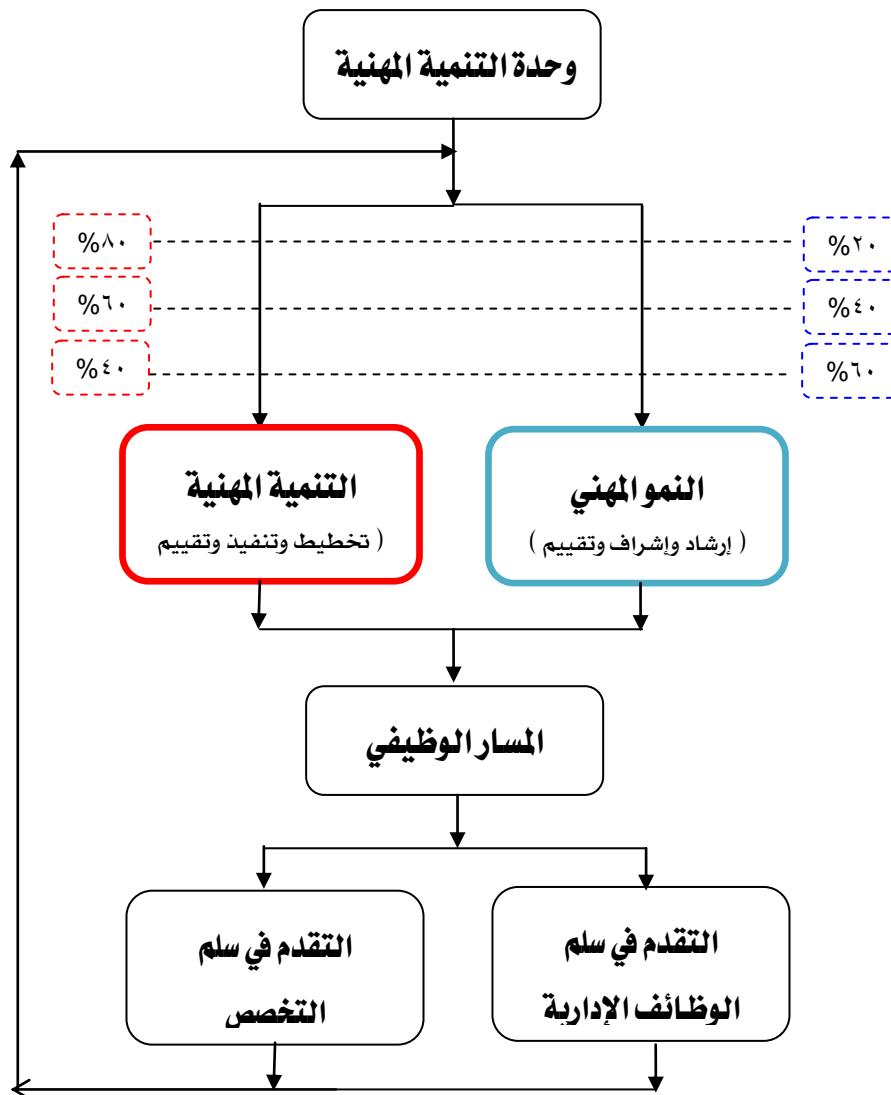 وحدة التنمية المهنية
%٢٠
%٨٠
%٤٠
%٦٠
%٦٠
%٤٠
النمو المهني
( إرشاد وإشراف وتقييم )
التنمية المهنية
( تخطيط وتنفيذ وتقييم
المسار الوظيفي
التقدم في سلم
الوظائف الإدارية
التقدم في سلم
التخصص